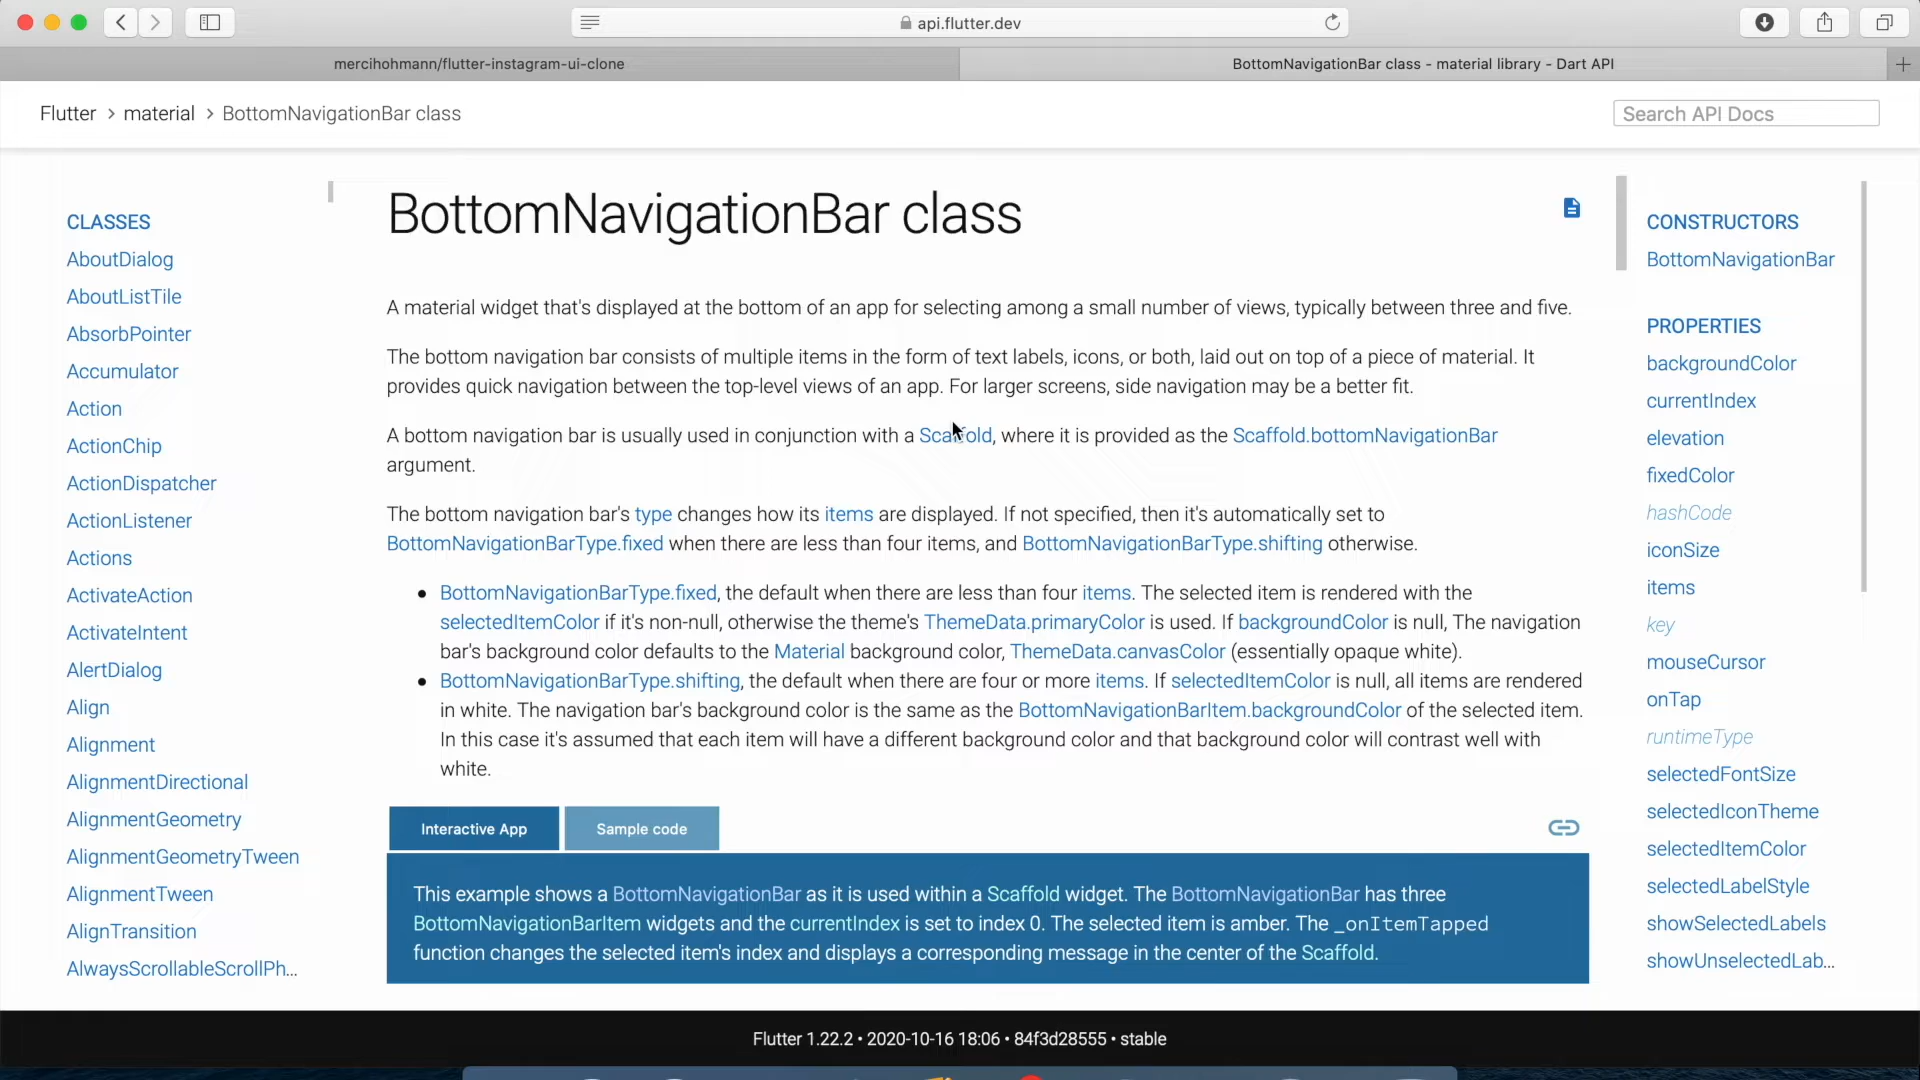 api.flutter.dev
mercihohmann/flutter-instagram-ui-clone
BottomNavigationBar class - material library - Dart API
Flutter > material > BottomNavigationBar class
Search API Docs
CLASSES
AboutDialog
AboutListTile
AbsorbPointer
Accumulator
Action
ActionChip
ActionDispatcher
ActionListener
Actions
ActivateAction
ActivateIntent
AlertDialog
Align
Alignment
AlignmentDirectional
AlignmentGeometry
AlignmentGeometryTween
AlignmentTween
AlignTransition
AlwaysScrollableScrollPh...
BottomNavigationBar class
A material widget that's displayed at the bottom of an app for selecting among a small number of views, typically between three and five.
The bottom navigation bar consists of multiple items in the form of text labels, icons, or both, laid out on top of a piece of material. It
provides quick navigation between the top-level views of an app. For larger screens, side navigation may be a better fit.
A bottom navigation bar is usually used in conjunction with a Scaffold, where it is provided as the Scaffold.bottomNavigationBar
argument.
The bottom navigation bar's type changes how its items are displayed. If not specified, then it's automatically set to
BottomNavigationBarType.fixed when there are less than four items, and BottomNavigationBarType.shifting otherwise.
• BottomNavigationBarType.fixed, the default when there are less than four items. The selected item is rendered with the
selectedItemColor if it's non-null, otherwise the theme's ThemeData.primaryColor is used. If backgroundColor is null, The navigation
bar's background color defaults to the Material background color, ThemeData.canvasColor (essentially opaque white).
• BottomNavigationBarType.shifting, the default when there are four or more items. If selectedItemColor is null, all items are rendered
in white. The navigation bar's background color is the same as the BottomNavigationBarItem.backgroundColor of the selected item.
In this case it's assumed that each item will have a different background color and that background color will contrast well with
white.
Interactive App
Sample code
This example shows a BottomNavigationBar as it is used within a Scaffold widget. The BottomNavigationBar has three
BottomNavigationBarItem widgets and the currentIndex is set to index 0. The selected item is amber. The _onItemTapped
function changes the selected item's index and displays a corresponding message in the center of the Scaffold.
CONSTRUCTORS
BottomNavigationBar
PROPERTIES
backgroundColor
currentIndex
elevation
fixedColor
hashCode
iconSize
items
key
mouseCursor
onTap
runtimeType
selectedFontSize
selectedIconTheme
selectedItemColor
selectedLabelStyle
showSelectedLabels
showUnselectedLab...
Flutter 1.22.2 • 2020-10-16 18:06 • 84f3d28555 • stable